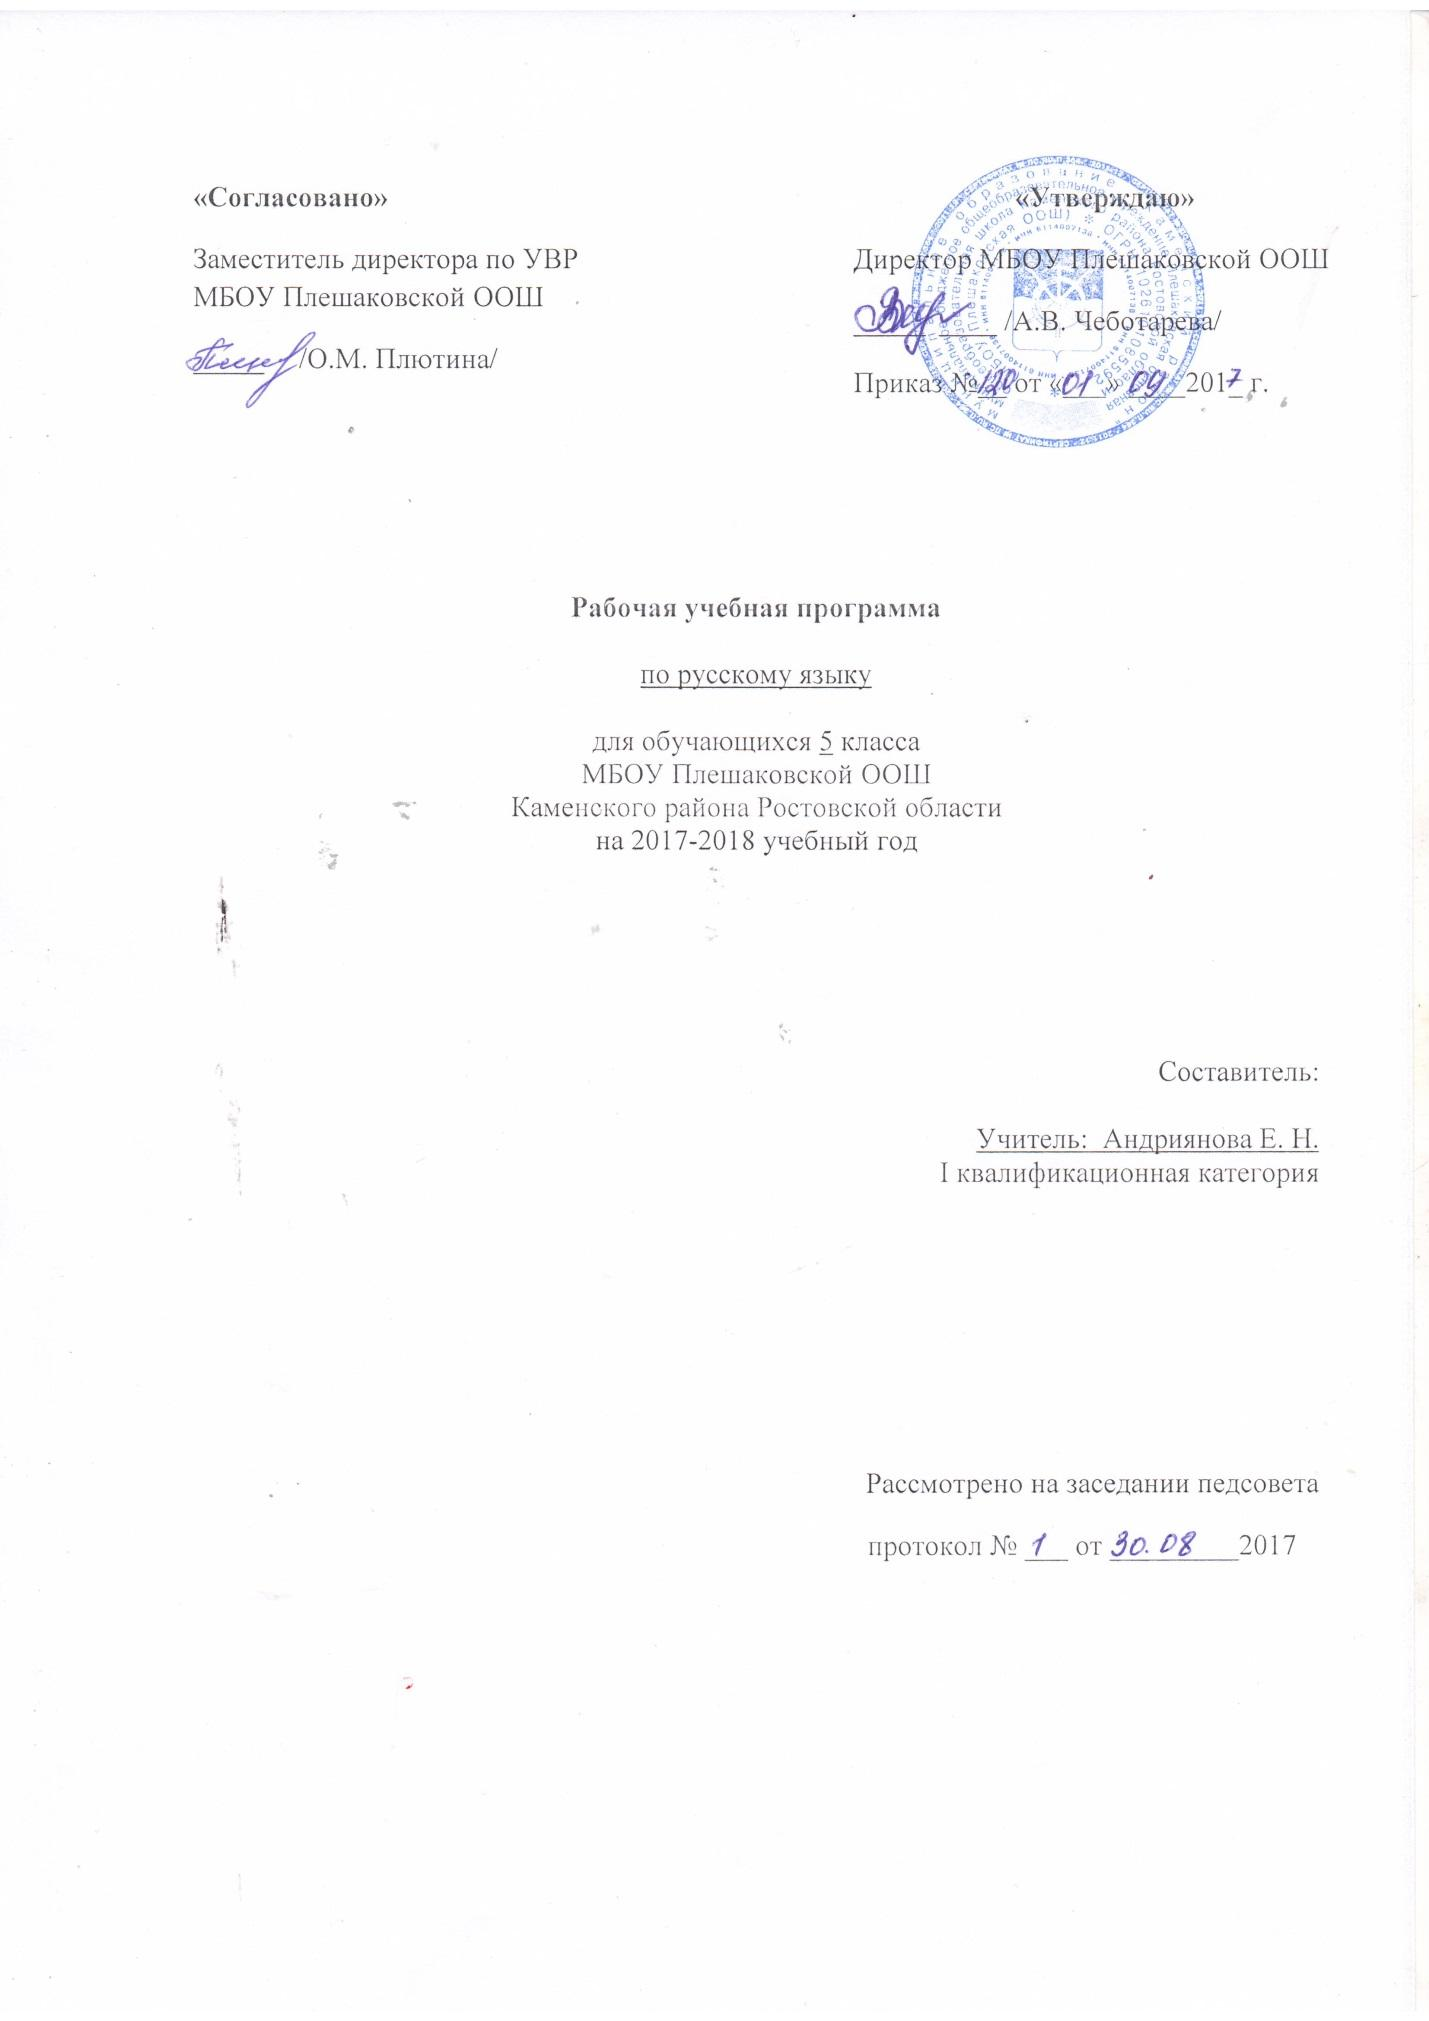 «Согласовано»
Заместитель директора по УВР
МБОУ Плешаковской ООШ
/О.М. Плютина/
«Утверждаю»
Директор МБОУ Плешаковской ООШ
/А.В. Чеботарева/
Приказ № 120 от «01» 09 2017 г.
Рабочая учебная программа
по русскому языку
для обучающихся 5 класса
МБОУ Плешаковской ООШ
Каменского района Ростовской области
на 2017-2018 учебный год
Составитель:
Учитель: Андриянова Е. Н.
I квалификационная категория
Рассмотрено на заседании педсовета
протокол № 1 от 30.08 2017